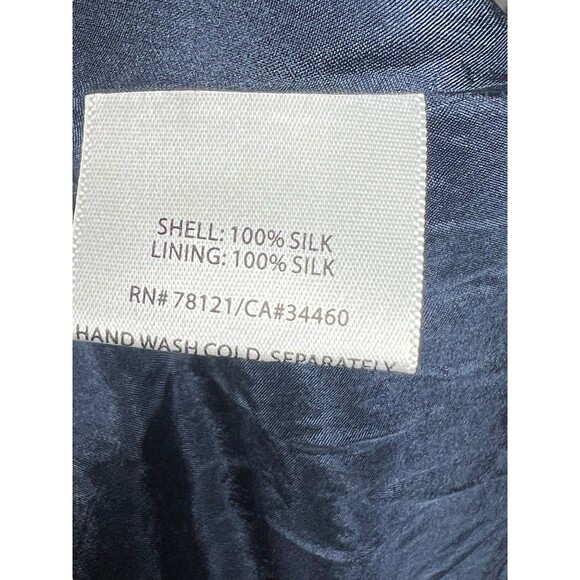 SHELL: 100% SILK
LINING: 100% SILK
RN# 78121/CA#34460
HAND WASH COLD, SEPARATELY